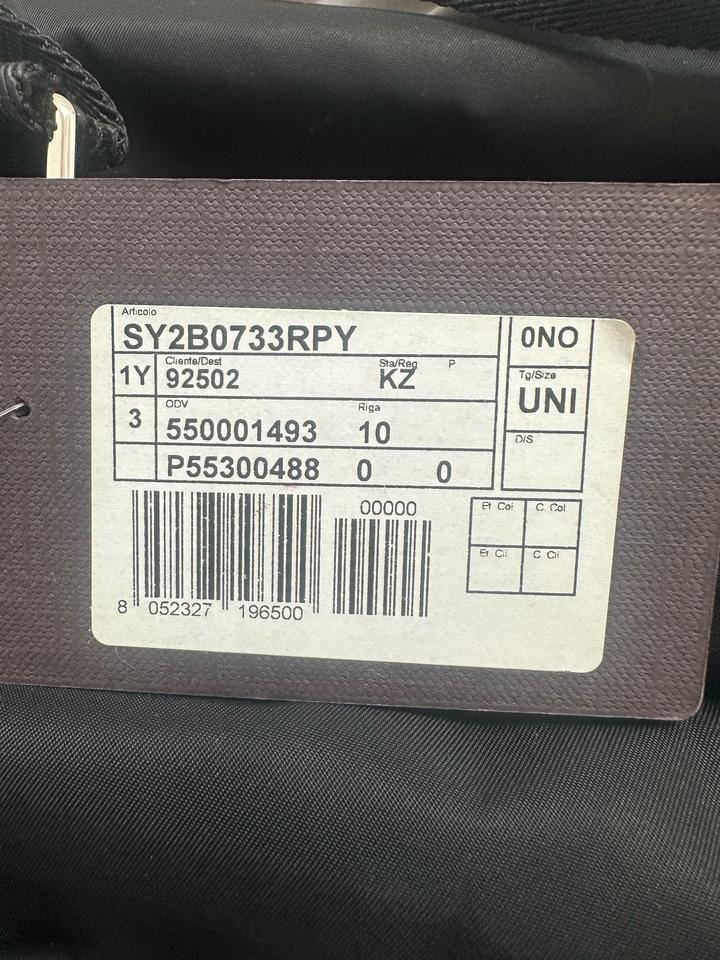 Articolo
SY2B0733RPY
0NO
1Y
Cliente/Dest
Sta/Reg
P
92502
KZ
Tg/Size
UNI
3
ODV
Riga
550001493
10
D/S
P55300488
0
0
00000
Et Col
C. Col
Et Cli
C Cli
8 052327 196500